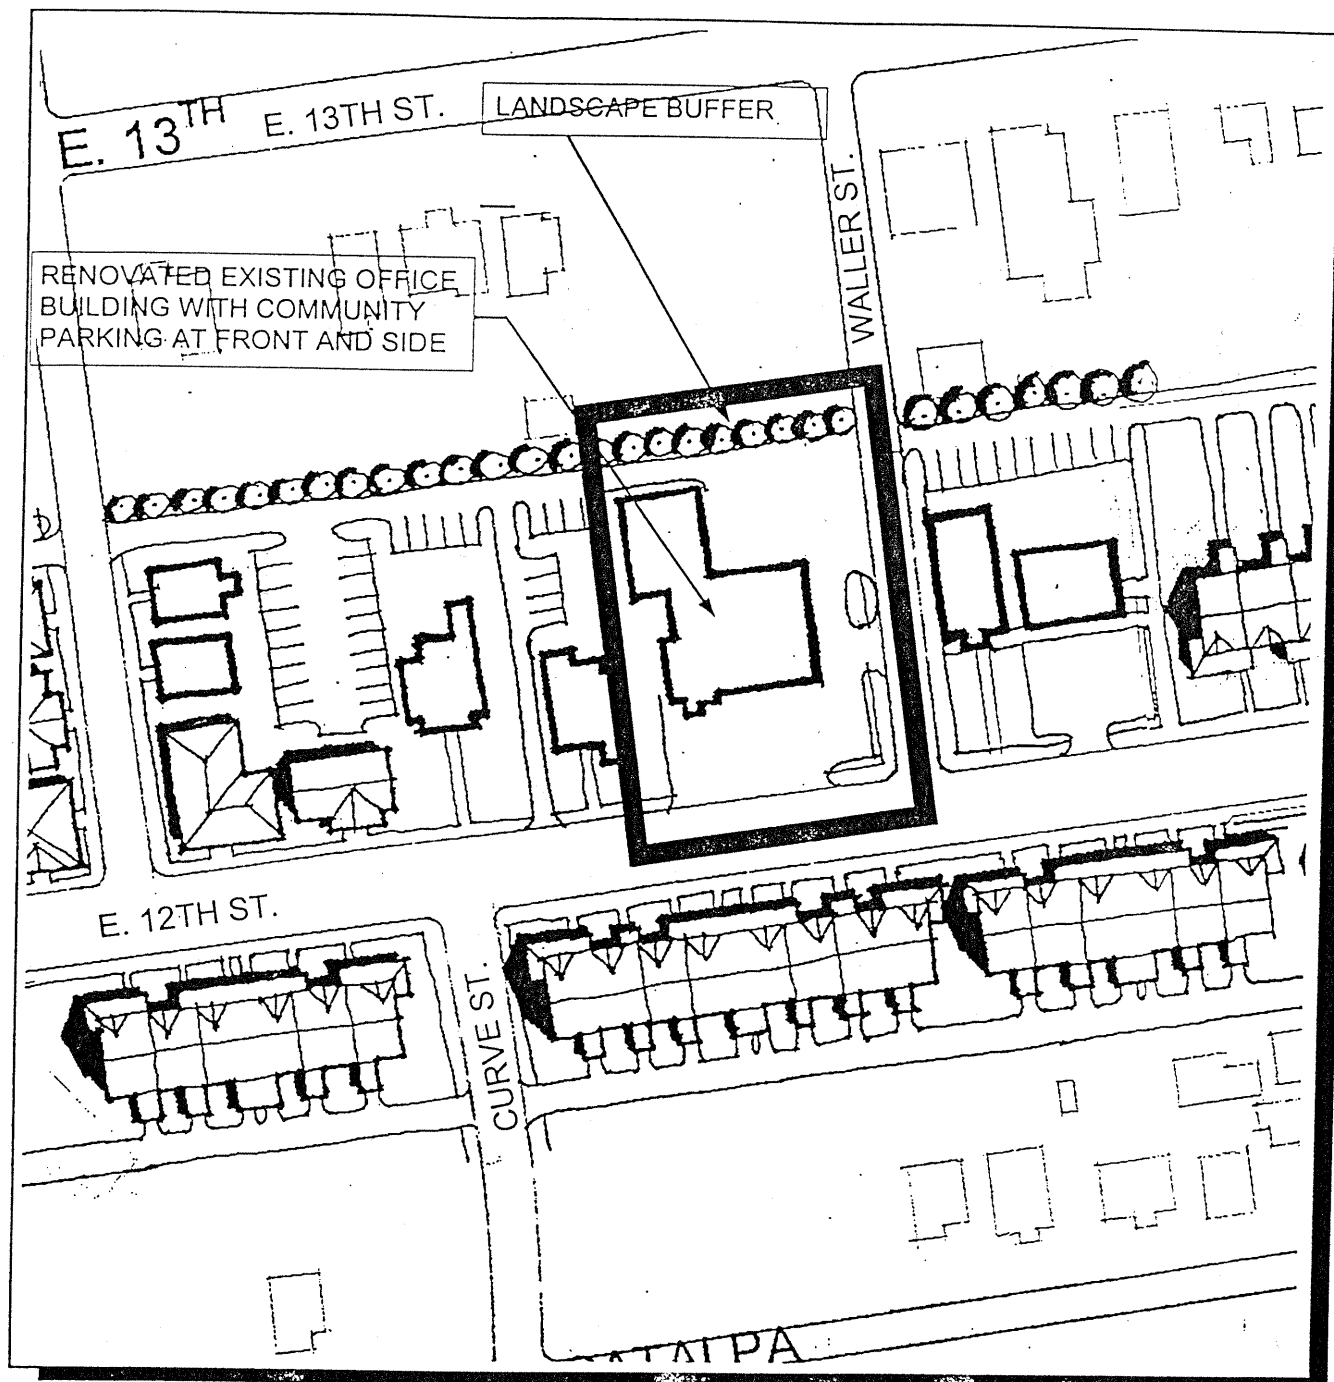 E. 13TH
E. 13TH ST.
LANDSCAPE BUFFER
WALLER ST.
RENOVATED EXISTING OFFICE
BUILDING WITH COMMUNITY
PARKING AT FRONT AND SIDE
E. 12TH ST.
CURVE ST.